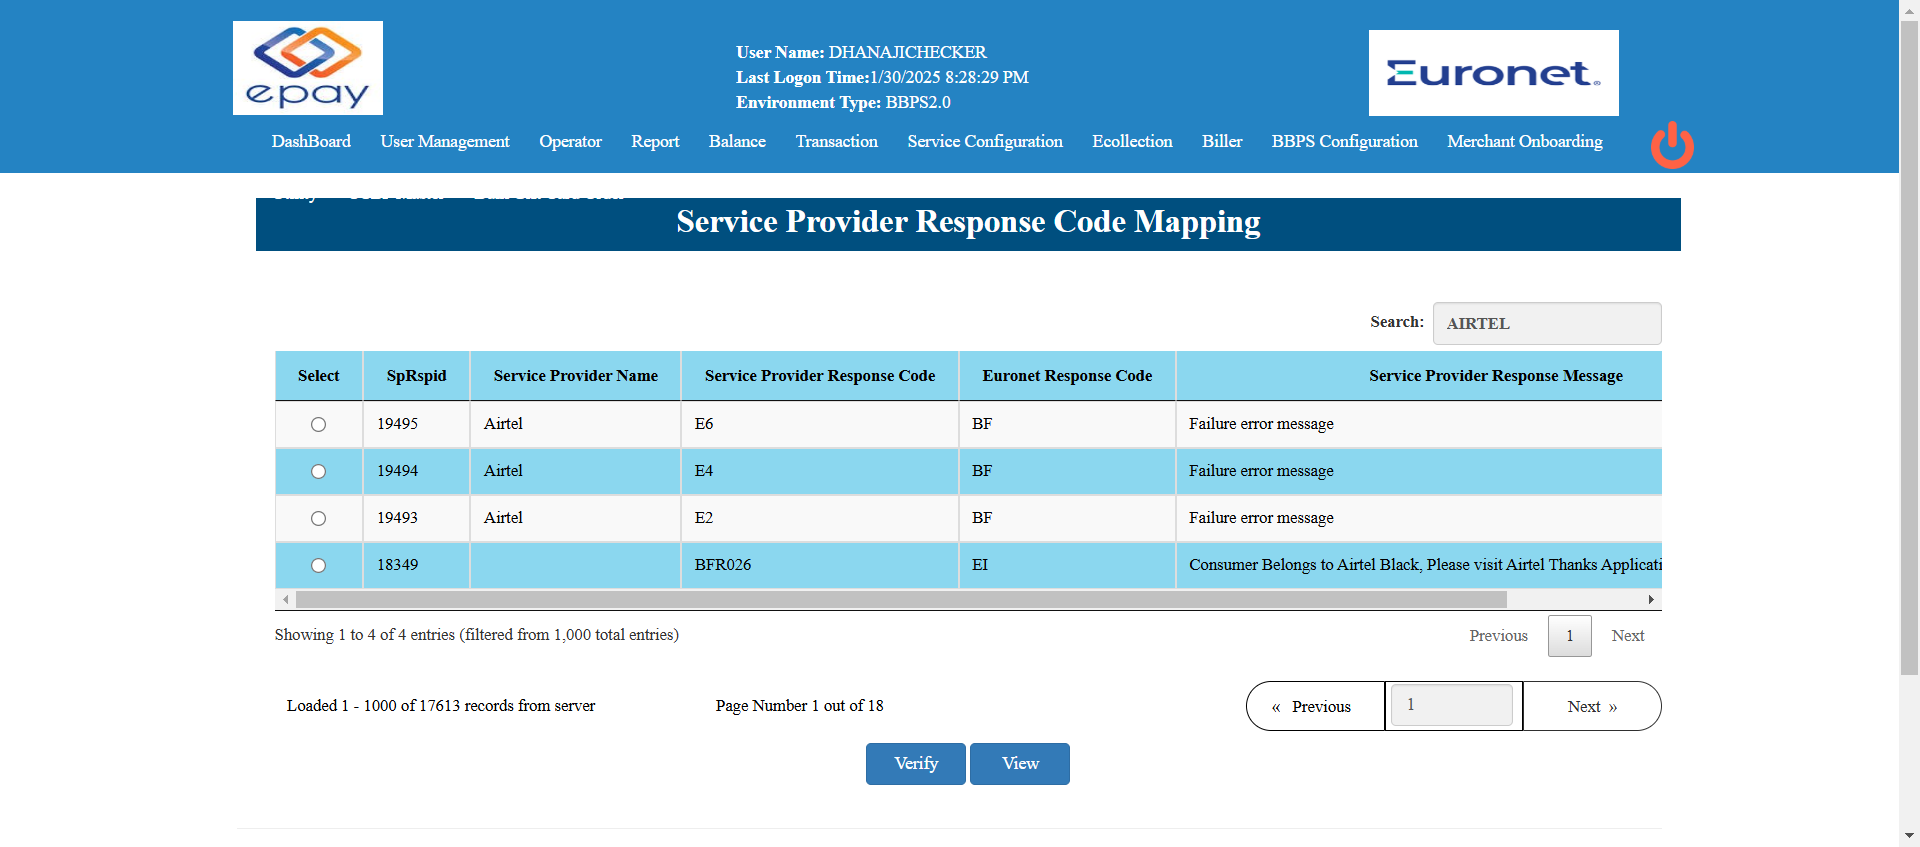 epay
User Name: DHANAJICHECKER
Last Logon Time:1/30/2025 8:28:29 PM
Environment Type: BBPS2.0
Euronet
DashBoard User Management Operator Report Balance Transaction Service Configuration Ecollection Biller BBPS Configuration Merchant Onboarding
Service Provider Response Code Mapping
Search: AIRTEL
Select SpRspid Service Provider Name Service Provider Response Code Euronet Response Code Service Provider Response Message
19495 Airtel E6 BF Failure error message
19494 Airtel E4 BF Failure error message
19493 Airtel E2 BF Failure error message
18349 BFR026 EI Consumer Belongs to Airtel Black, Please visit Airtel Thanks Applicati
Showing 1 to 4 of 4 entries (filtered from 1,000 total entries) Previous 1 Next
Loaded 1 - 1000 of 17613 records from server Page Number 1 out of 18 « Previous 1 Next »
Verify View